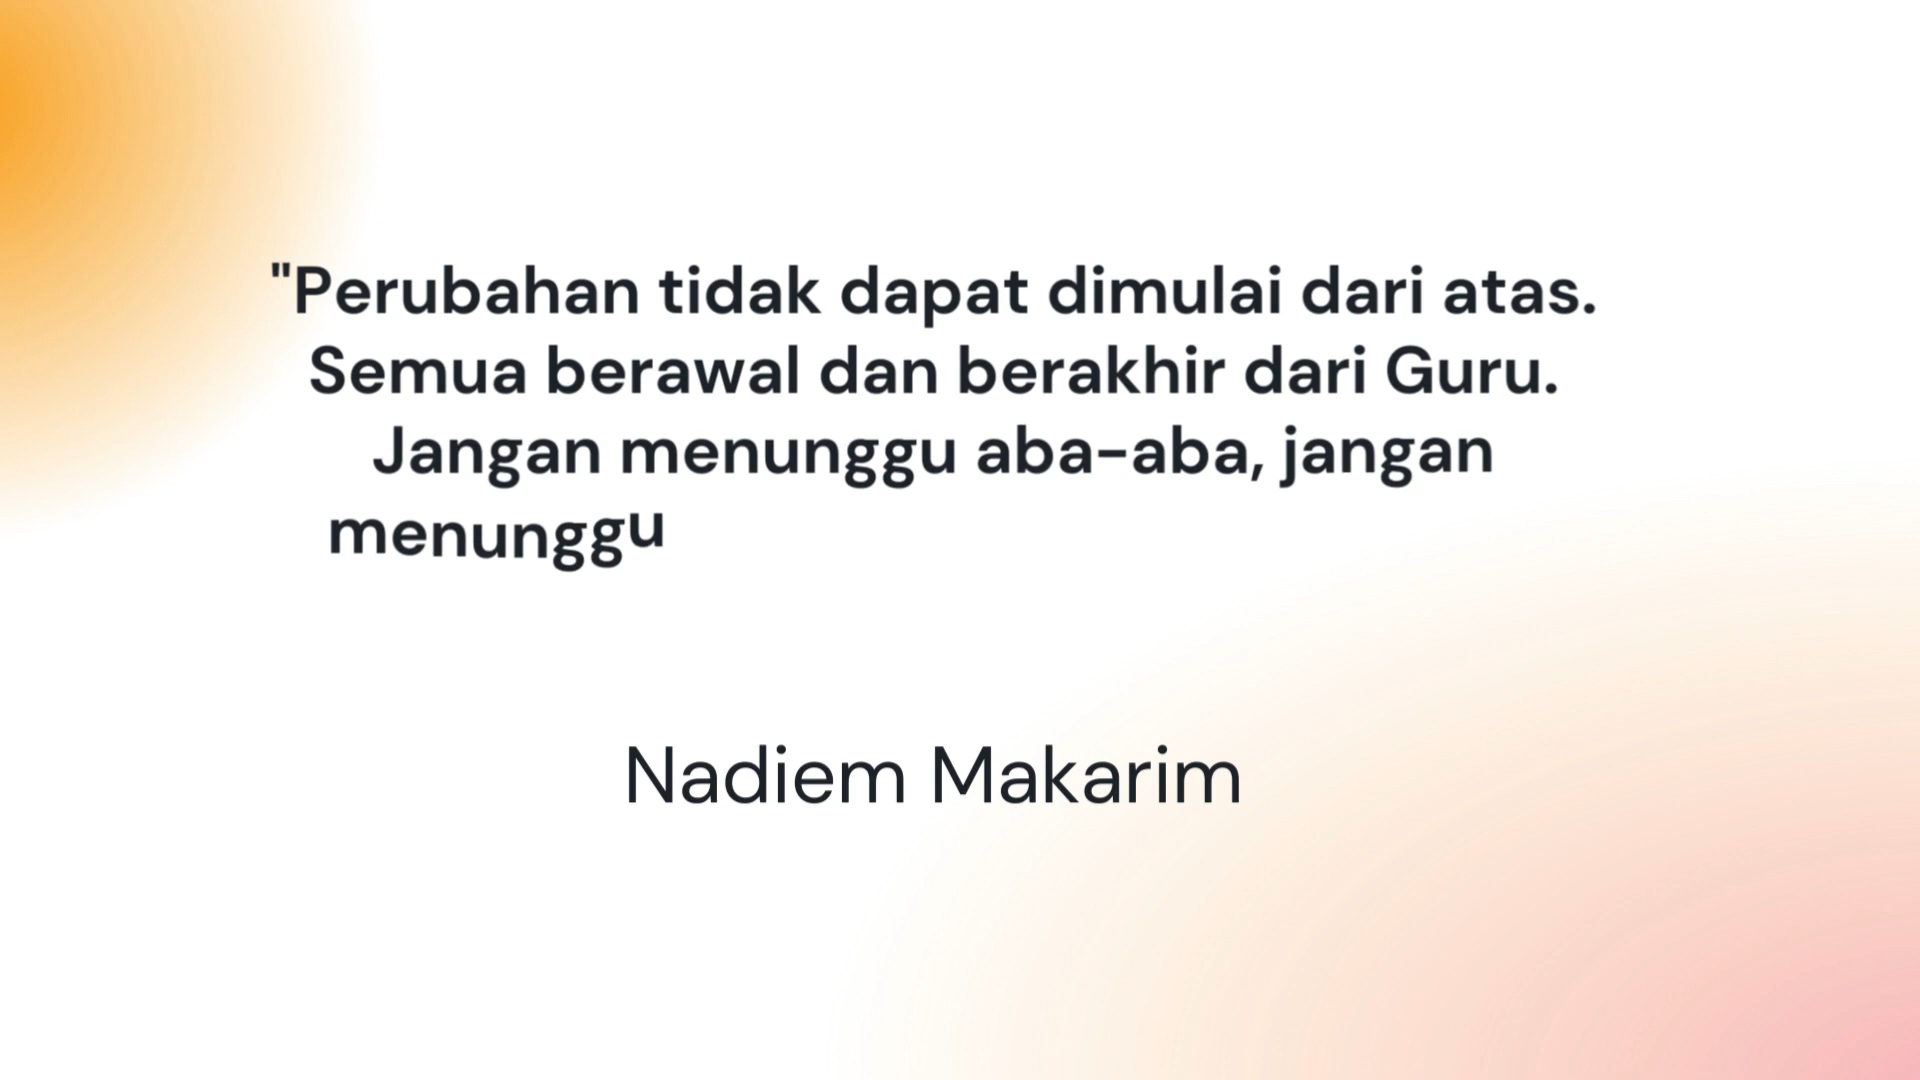 "Perubahan tidak dapat dimulai dari atas.
Semua berawal dan berakhir dari Guru.
Jangan menunggu aba-aba, jangan
menunggu
Nadiem Makarim